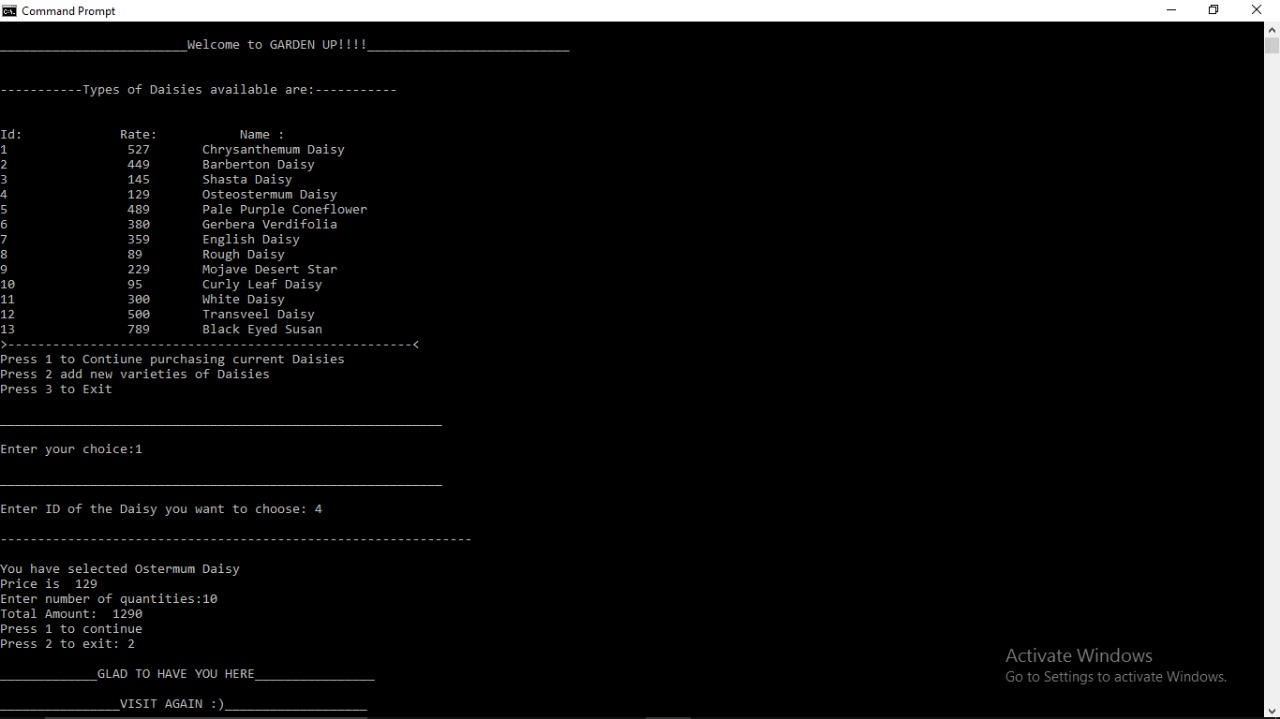 Command Prompt
_________________________Welcome to GARDEN UP!!!!___________________________
-----------Types of Daisies available are:-----------
Id: Rate: Name :
1 527 Chrysanthemum Daisy
2 449 Barberton Daisy
3 145 Shasta Daisy
4 129 Osteostermum Daisy
5 489 Pale Purple Coneflower
6 380 Gerbera Verdifolia
7 359 English Daisy
8 89 Rough Daisy
9 229 Mojave Desert Star
10 95 Curly Leaf Daisy
11 300 White Daisy
12 500 Transveel Daisy
13 789 Black Eyed Susan
>------------------------------------------------------<
Press 1 to Contiune purchasing current Daisies
Press 2 add new varieties of Daisies
Press 3 to Exit
___________________________________________________________
Enter your choice:1
___________________________________________________________
Enter ID of the Daisy you want to choose: 4
---------------------------------------------------------------
You have selected Ostermum Daisy
Price is 129
Enter number of quantities:10
Total Amount: 1290
Press 1 to continue
Press 2 to exit: 2
_____________GLAD TO HAVE YOU HERE________________
________________VISIT AGAIN :)___________________
Activate Windows
Go to Settings to activate Windows.